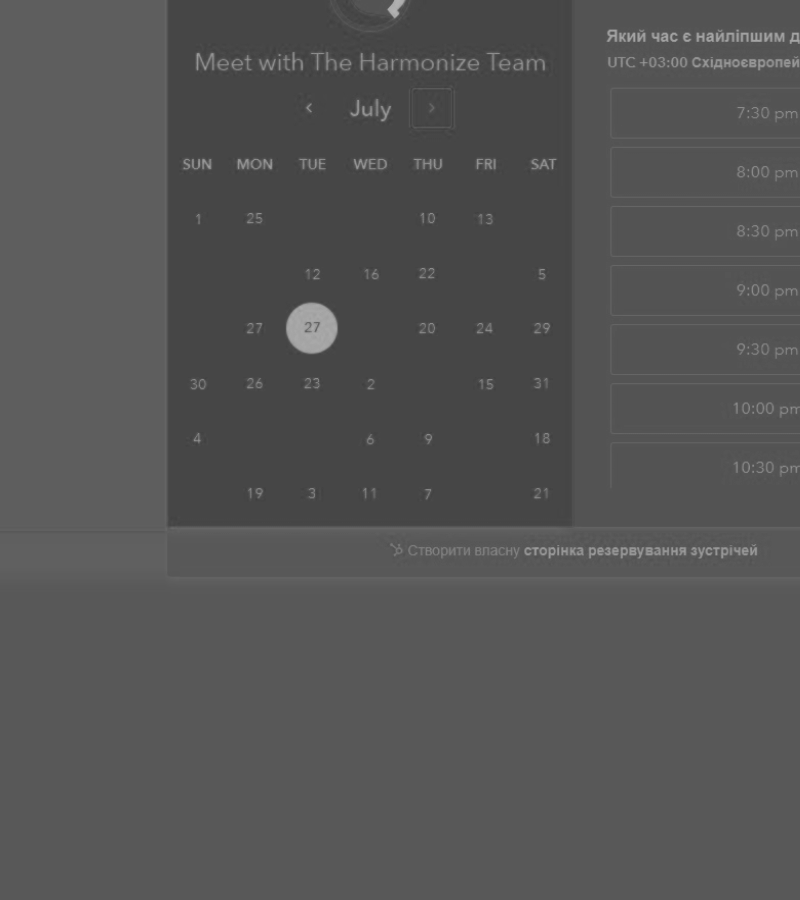 Meet with The Harmonize Team
July
SUN MON TUE WED THU FRI SAT
1 25 10 13
12 16 22 5
27 27 20 24 29
30 26 23 2 15 31
4 6 9 18
19 3 11 7 21
Який час є найліпшим
UTC +03:00
7:30 pm
8:00 pm
8:30 pm
9:00 pm
9:30 pm
10:00 pm
10:30 pm
Створити власну сторінка резервування зустрічей